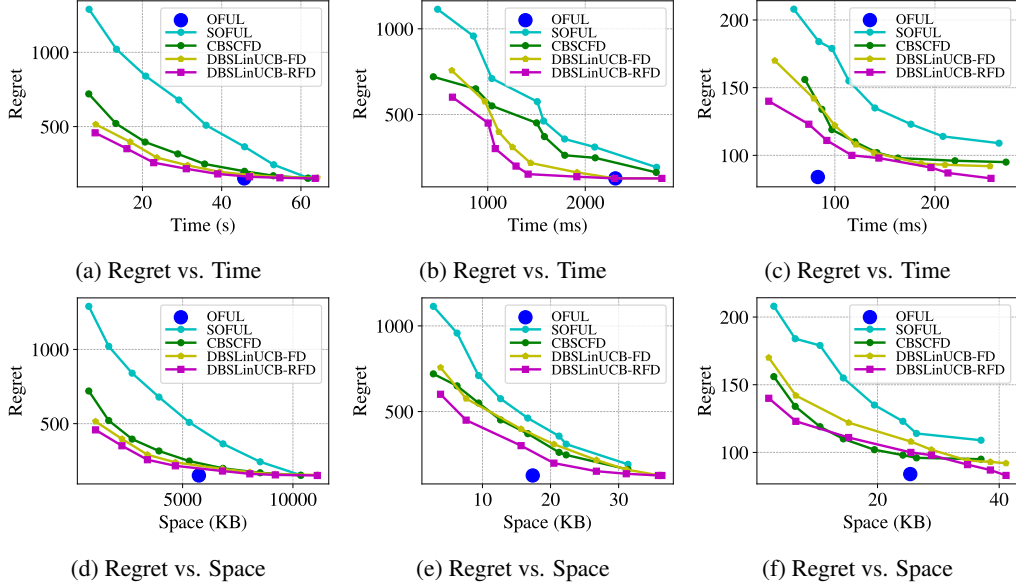 1000
500
Regret
20
40
60
Time (s)
OFUL
SOFUL
CBSCFD
DBSLinUCB-FD
DBSLinUCB-RFD
(a) Regret vs. Time
1000
500
Regret
1000
2000
Time (ms)
OFUL
SOFUL
CBSCFD
DBSLinUCB-FD
DBSLinUCB-RFD
(b) Regret vs. Time
200
150
100
Regret
100
200
Time (ms)
OFUL
SOFUL
CBSCFD
DBSLinUCB-FD
DBSLinUCB-RFD
(c) Regret vs. Time
1000
500
Regret
5000
10000
Space (KB)
OFUL
SOFUL
CBSCFD
DBSLinUCB-FD
DBSLinUCB-RFD
(d) Regret vs. Space
1000
500
Regret
10
20
30
Space (KB)
OFUL
SOFUL
CBSCFD
DBSLinUCB-FD
DBSLinUCB-RFD
(e) Regret vs. Space
200
150
100
Regret
20
40
Space (KB)
OFUL
SOFUL
CBSCFD
DBSLinUCB-FD
DBSLinUCB-RFD
(f) Regret vs. Space